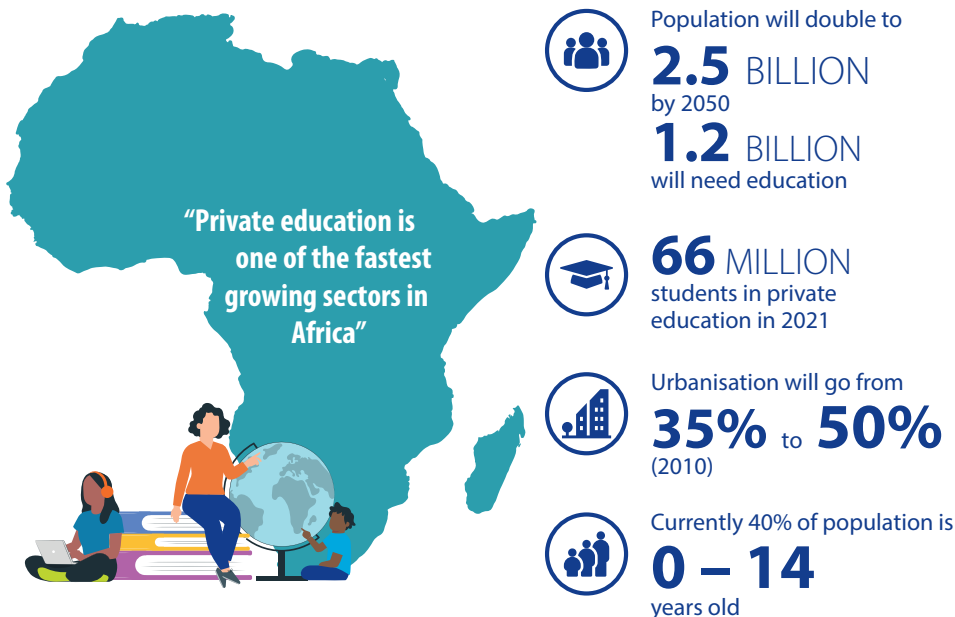 “Private education is
one of the fastest
growing sectors in
Africa”
Population will double to
2.5 BILLION
by 2050
1.2 BILLION
will need education
66 MILLION
students in private
education in 2021
Urbanisation will go from
35% to 50%
(2010)
Currently 40% of population is
0 – 14
years old